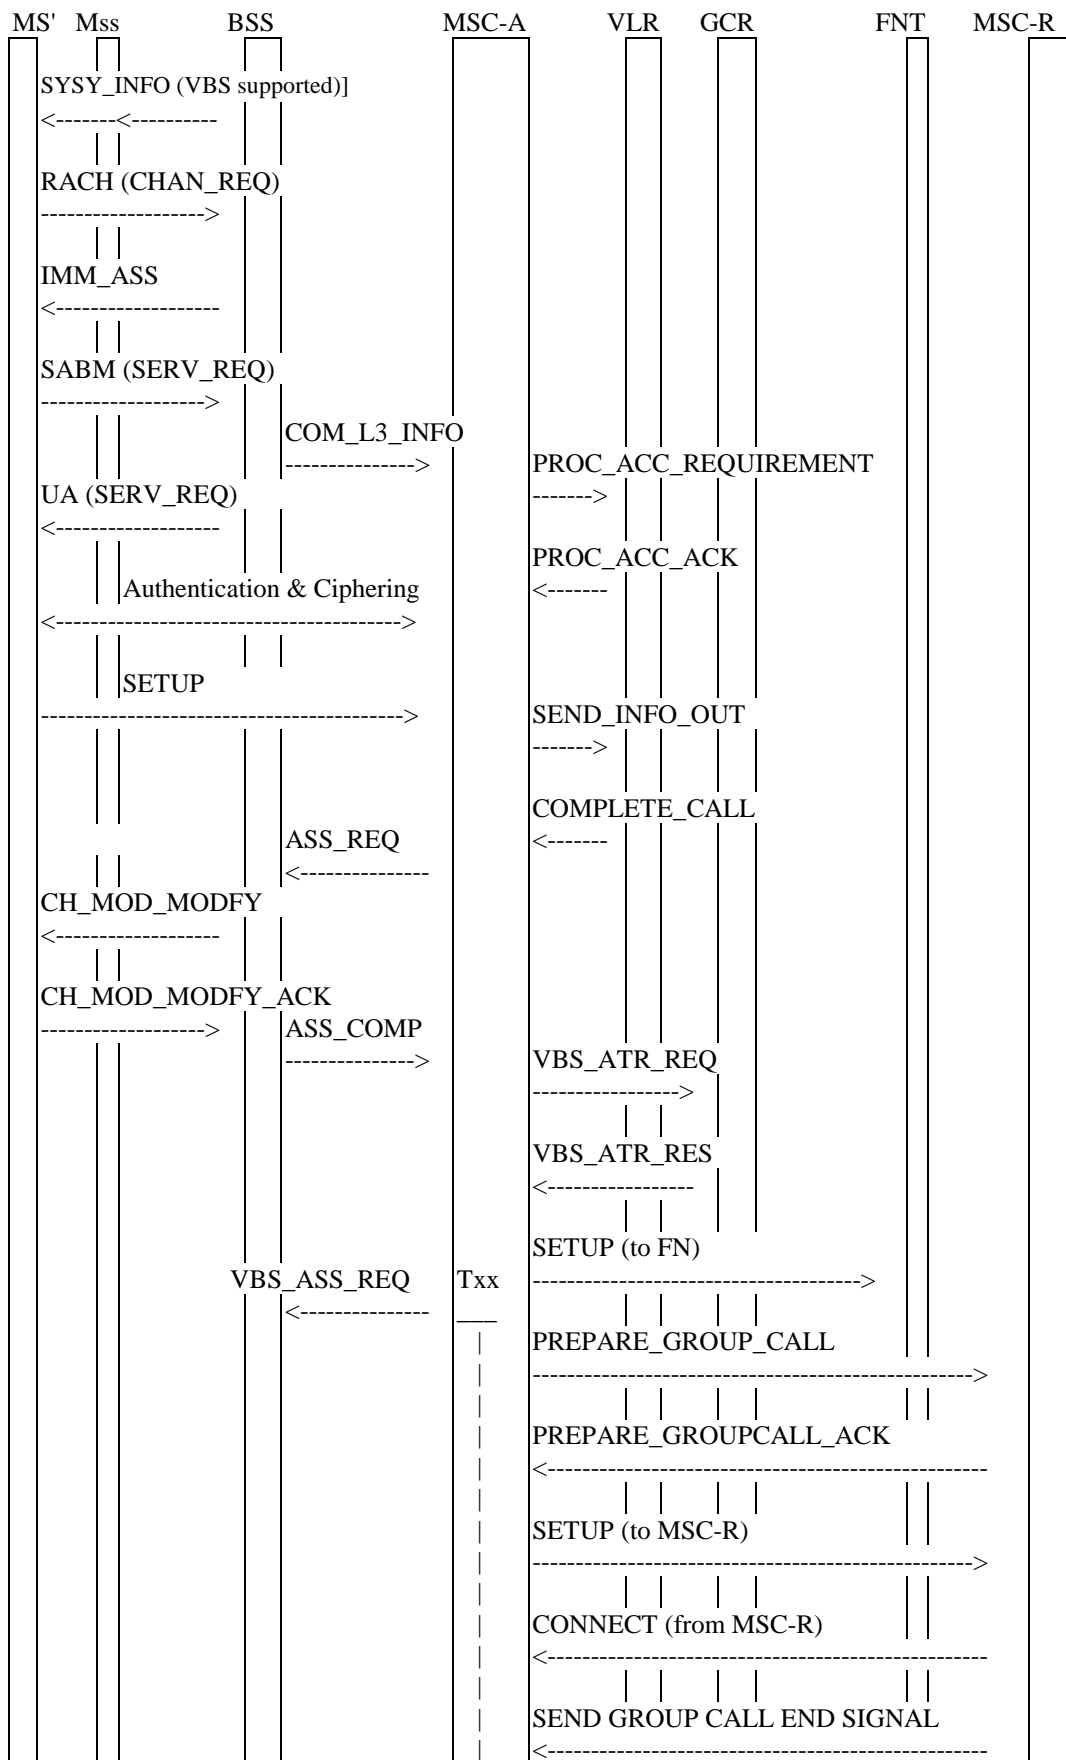 MS' Mss BSS MSC-A VLR GCR FNT MSC-R
SYSY_INFO (VBS supported)]
<-------<----------
RACH (CHAN_REQ)
------------------->
IMM_ASS
<-------------------
SABM (SERV_REQ)
------------------->
COM_L3_INFO
--------------->
PROC_ACC_REQUIREMENT
------->
UA (SERV_REQ)
<-------------------
PROC_ACC_ACK
<-------
Authentication & Ciphering
<---------------------------------------->
SETUP
------------------------------------------>
SEND_INFO_OUT
------->
COMPLETE_CALL
<-------
ASS_REQ
<---------------
CH_MOD_MODFY
<-------------------
CH_MOD_MODFY_ACK
------------------->
ASS_COMP
--------------->
VBS_ATR_REQ
----------------->
VBS_ATR_RES
<-----------------
SETUP (to FN)
-------------------------------------->
VBS_ASS_REQ Txx
<--------------- ___
PREPARE_GROUP_CALL
--------------------------------------------------->
PREPARE_GROUPCALL_ACK
<---------------------------------------------------
SETUP (to MSC-R)
--------------------------------------------------->
CONNECT (from MSC-R)
<---------------------------------------------------
SEND GROUP CALL END SIGNAL
<---------------------------------------------------